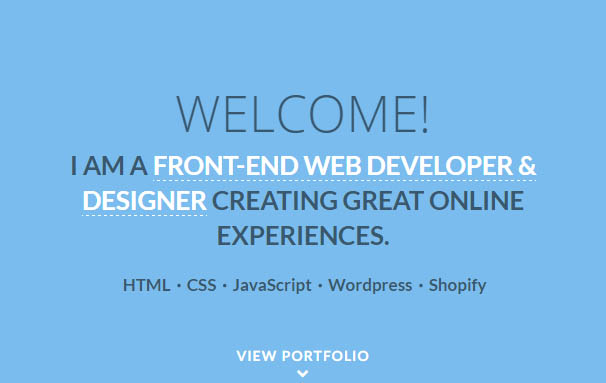 WELCOME!
I AM A FRONT-END WEB DEVELOPER &
DESIGNER CREATING GREAT ONLINE
EXPERIENCES.
HTML · CSS · JavaScript · Wordpress · Shopify
VIEW PORTFOLIO